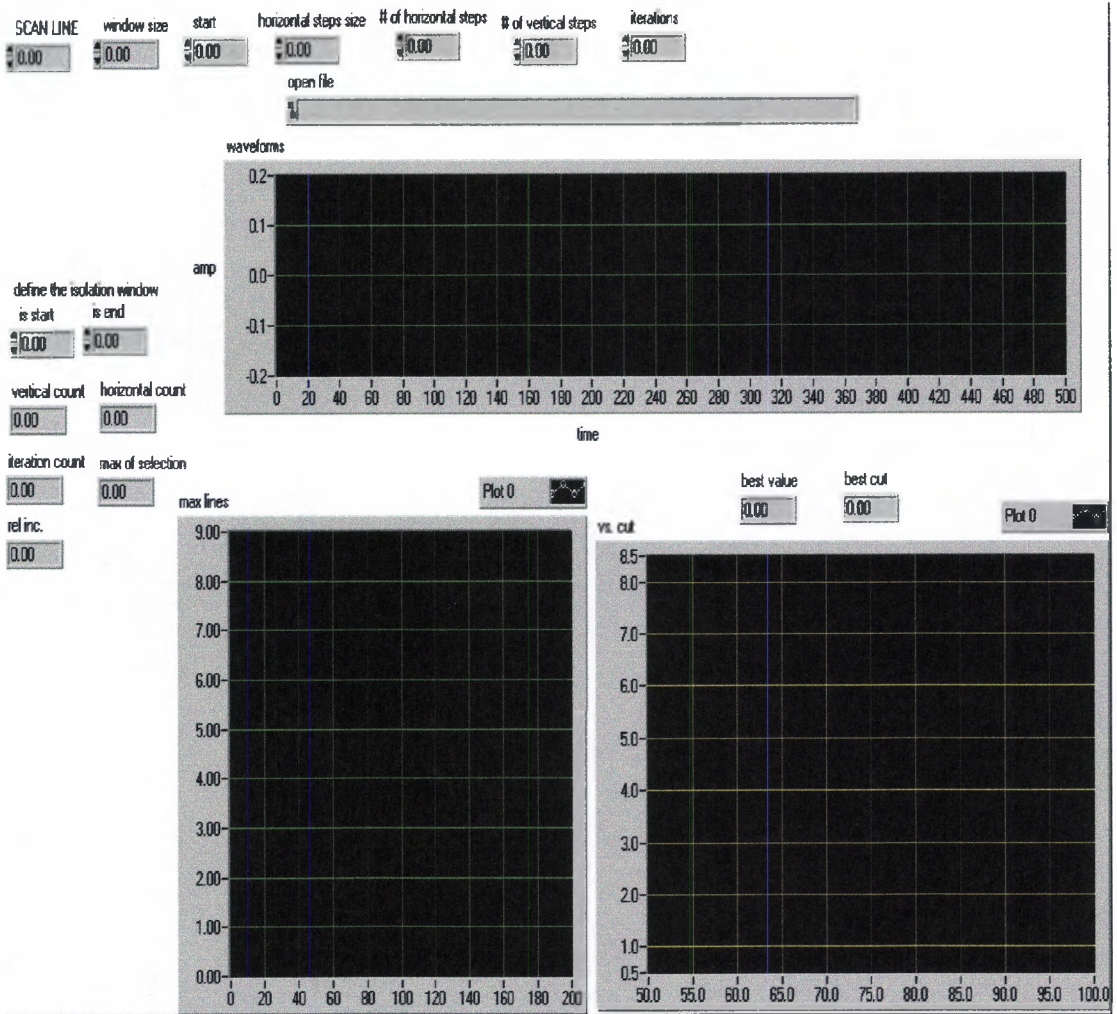 SCAN LINE window size start horizontal steps size # of horizontal steps # of vertical steps iterations
0.00 0.00 0.00 0.00 0.00 0.00 0.00
open file
waveforms
0.2
0.1
amp 0.0
-0.1
-0.2
0 20 40 60 80 100 120 140 160 180 200 220 240 260 280 300 320 340 360 380 400 420 440 460 480 500
time
define the isolation window
is start is end
0.00 0.00
vertical count horizontal count
0.00 0.00
iteration count max of selection
0.00 0.00
rel inc.
0.00
max lines Plot 0
9.00
8.00
7.00
6.00
5.00
4.00
3.00
2.00
1.00
0.00
0 20 40 60 80 100 120 140 160 180 200
best value best cut
0.00 0.00
vs. cut Plot 0
8.5
8.0
7.0
6.0
5.0
4.0
3.0
2.0
1.0
0.5
50.0 55.0 60.0 65.0 70.0 75.0 80.0 85.0 90.0 95.0 100.0